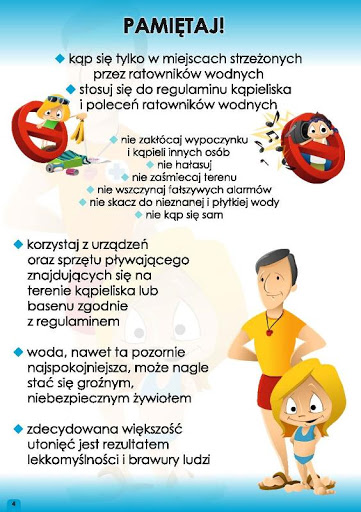 PAMIĘTAJ!
kąp się tylko w miejscach strzeżonych
przez ratowników wodnych
stosuj się do regulaminu kąpieliska
i poleceń ratowników wodnych
nie zakłócaj wypoczynku
i kąpieli innych osób
nie hałasuj
nie zaśmiecaj terenu
nie wszczynaj fałszywych alarmów
nie skacz do nieznanej i płytkiej wody
nie kąp się sam
korzystaj z urządzeń
oraz sprzętu pływającego
znajdujących się na
terenie kąpieliska lub
basenu zgodnie
z regulaminem
woda, nawet ta pozornie
najspokojniejsza, może nagle
stać się groźnym,
niebezpiecznym żywiołem
zdecydowana większość
utonięć jest rezultatem
lekkomyślności i brawury ludzi
4